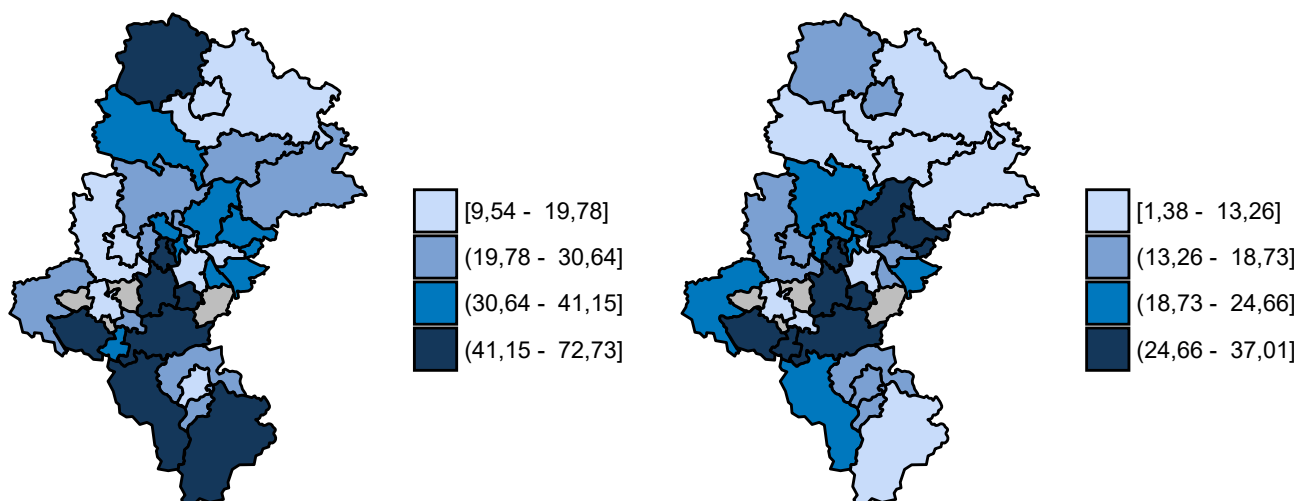 [9,54 - 19,78]
(19,78 - 30,64]
(30,64 - 41,15]
(41,15 - 72,73]
[1,38 - 13,26]
(13,26 - 18,73]
(18,73 - 24,66]
(24,66 - 37,01]